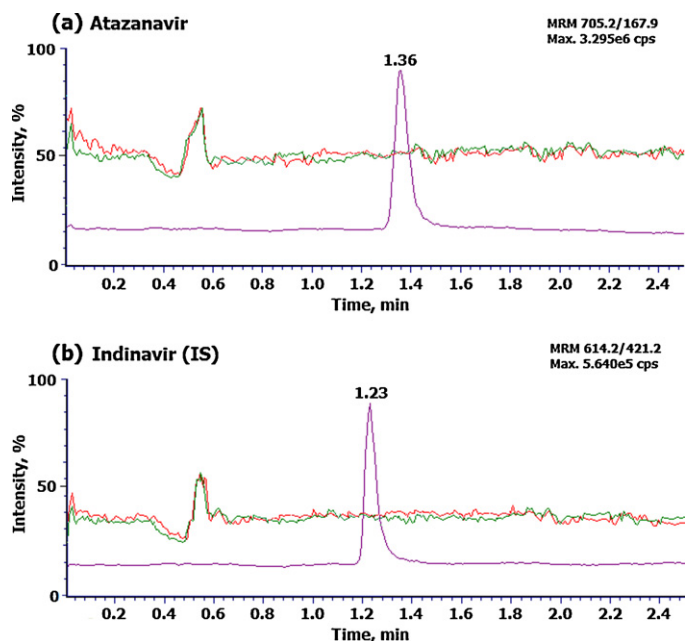 (a) Atazanavir
MRM 705.2/167.9
Max. 3.295e6 cps
1.36
100
50
0
Intensity, %
0.2 0.4 0.6 0.8 1.0 1.2 1.4 1.6 1.8 2.0 2.2 2.4
Time, min
(b) Indinavir (IS)
MRM 614.2/421.2
Max. 5.640e5 cps
1.23
100
50
0
Intensity, %
0.2 0.4 0.6 0.8 1.0 1.2 1.4 1.6 1.8 2.0 2.2 2.4
Time, min